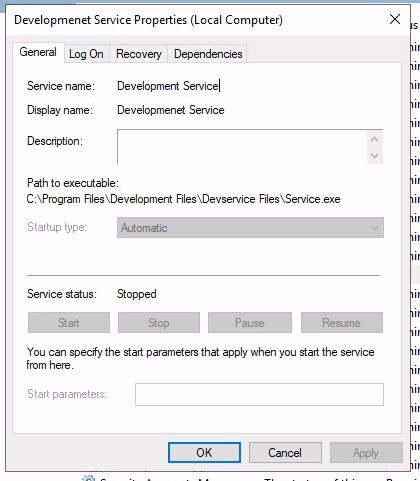 Developmenet Service Properties (Local Computer)
General Log On Recovery Dependencies
Service name: Development Service
Display name: Developmenet Service
Description:
Path to executable:
C:\Program Files\Development Files\Devservice Files\Service.exe
Startup type: Automatic
Service status: Stopped
Start Stop Pause Resume
You can specify the start parameters that apply when you start the service
from here.
Start parameters:
OK Cancel Apply